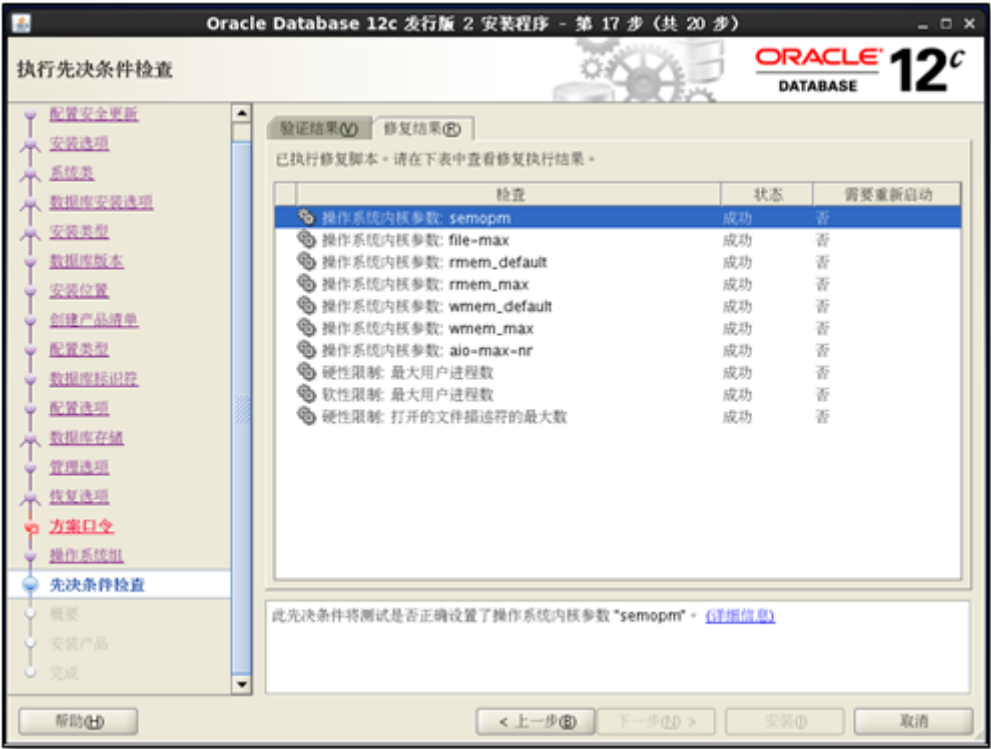 Oracle Database 12c 发行版 2 安装程序 - 第 17 步 (共 20 步)
执行先决条件检查
ORACLE
DATABASE
12c
配置安全更新
安装选项
系统类
数据库安装选项
安装类型
数据库版本
安装位置
创建产品清单
配置类型
数据库标识符
配置选项
数据库存储
管理选项
恢复选项
方案口令
操作系统组
先决条件检查
概要
安装产品
完成
验证结果(V) 修复结果(R)
已执行修复脚本。请在下表中查看修复执行结果。
检查 状态 需要重新启动
操作系统内核参数: semopm 成功 否
操作系统内核参数: file-max 成功 否
操作系统内核参数: rmem_default 成功 否
操作系统内核参数: rmem_max 成功 否
操作系统内核参数: wmem_default 成功 否
操作系统内核参数: wmem_max 成功 否
操作系统内核参数: aio-max-nr 成功 否
硬性限制: 最大用户进程数 成功 否
软性限制: 最大用户进程数 成功 否
硬性限制: 打开的文件描述符的最大数 成功 否
此先决条件将测试是否正确设置了操作系统内核参数 "semopm"。 (详细信息)
帮助(H) < 上一步(B) 下一步(N) > 安装(I) 取消